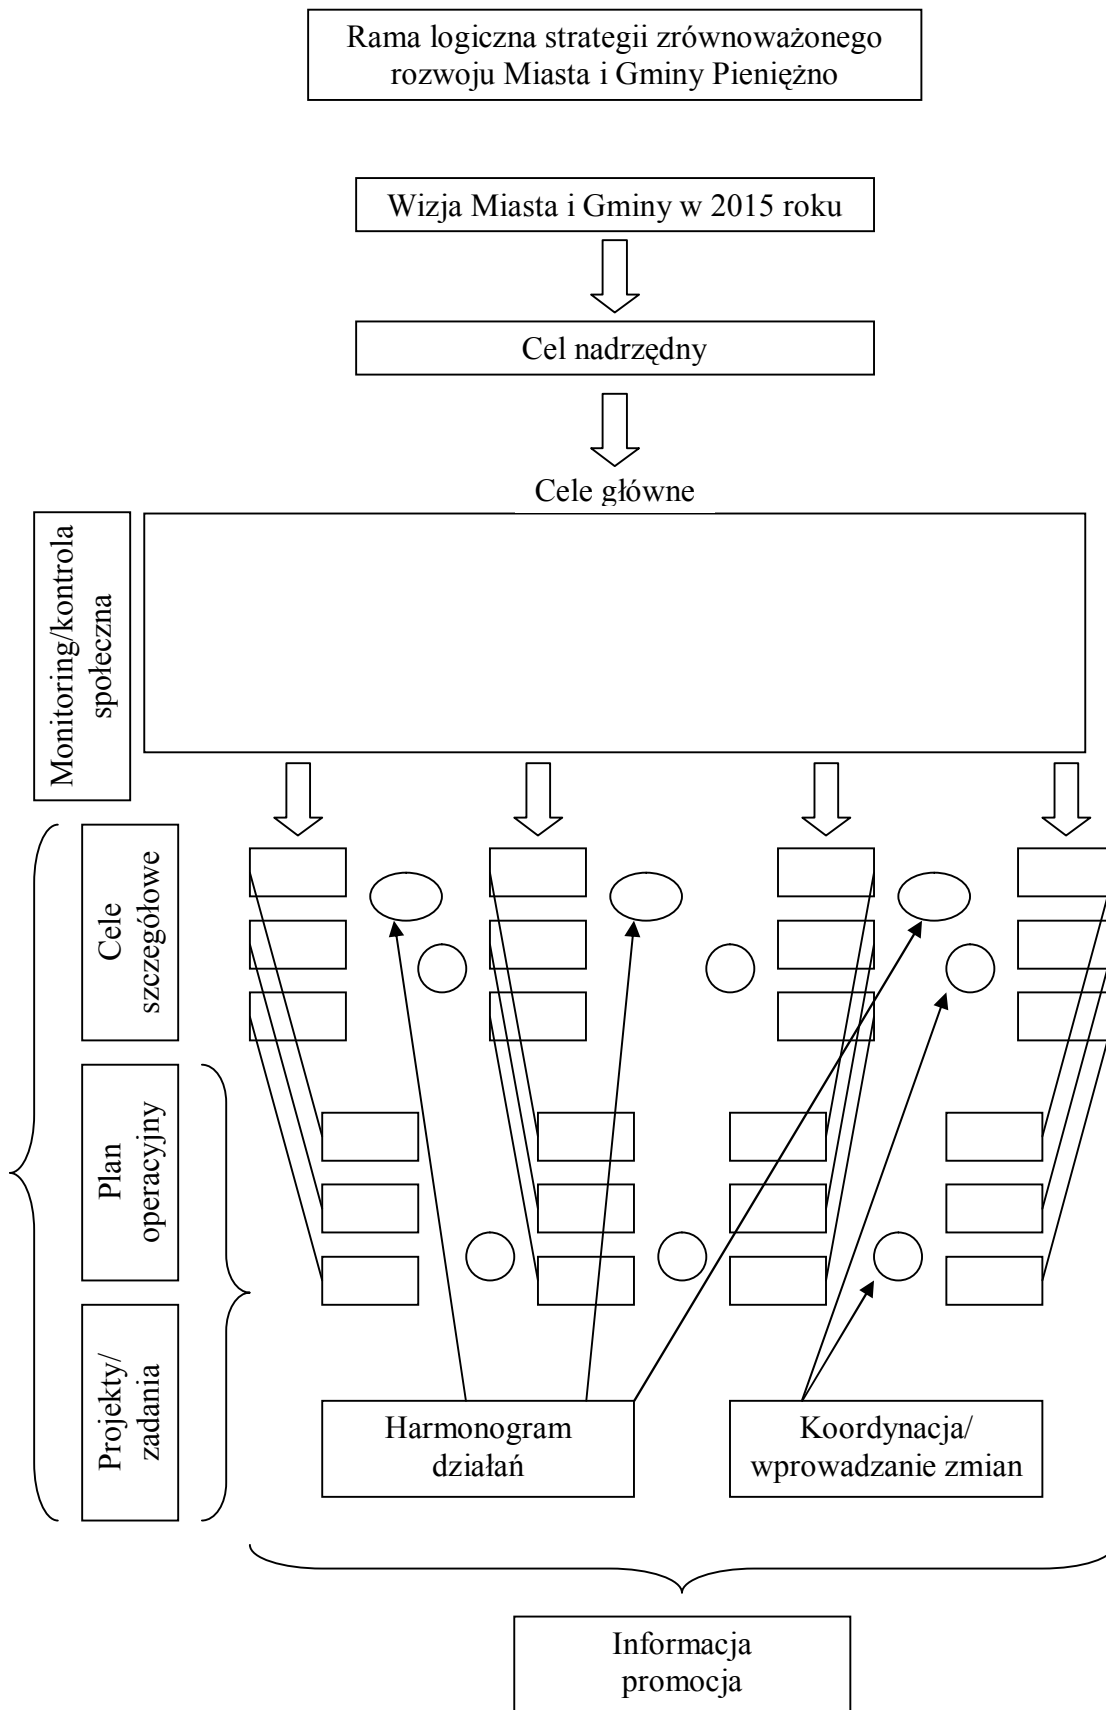 Rama logiczna strategii zrównoważonego
rozwoju Miasta i Gminy Pieniężno
Wizja Miasta i Gminy w 2015 roku
Cel nadrzędny
Cele główne
Monitoring/kontrola
społeczna
Cele
szczegółowe
Plan
operacyjny
Projekty/
zadania
Harmonogram
działań
Koordynacja/
wprowadzanie zmian
Informacja
promocja